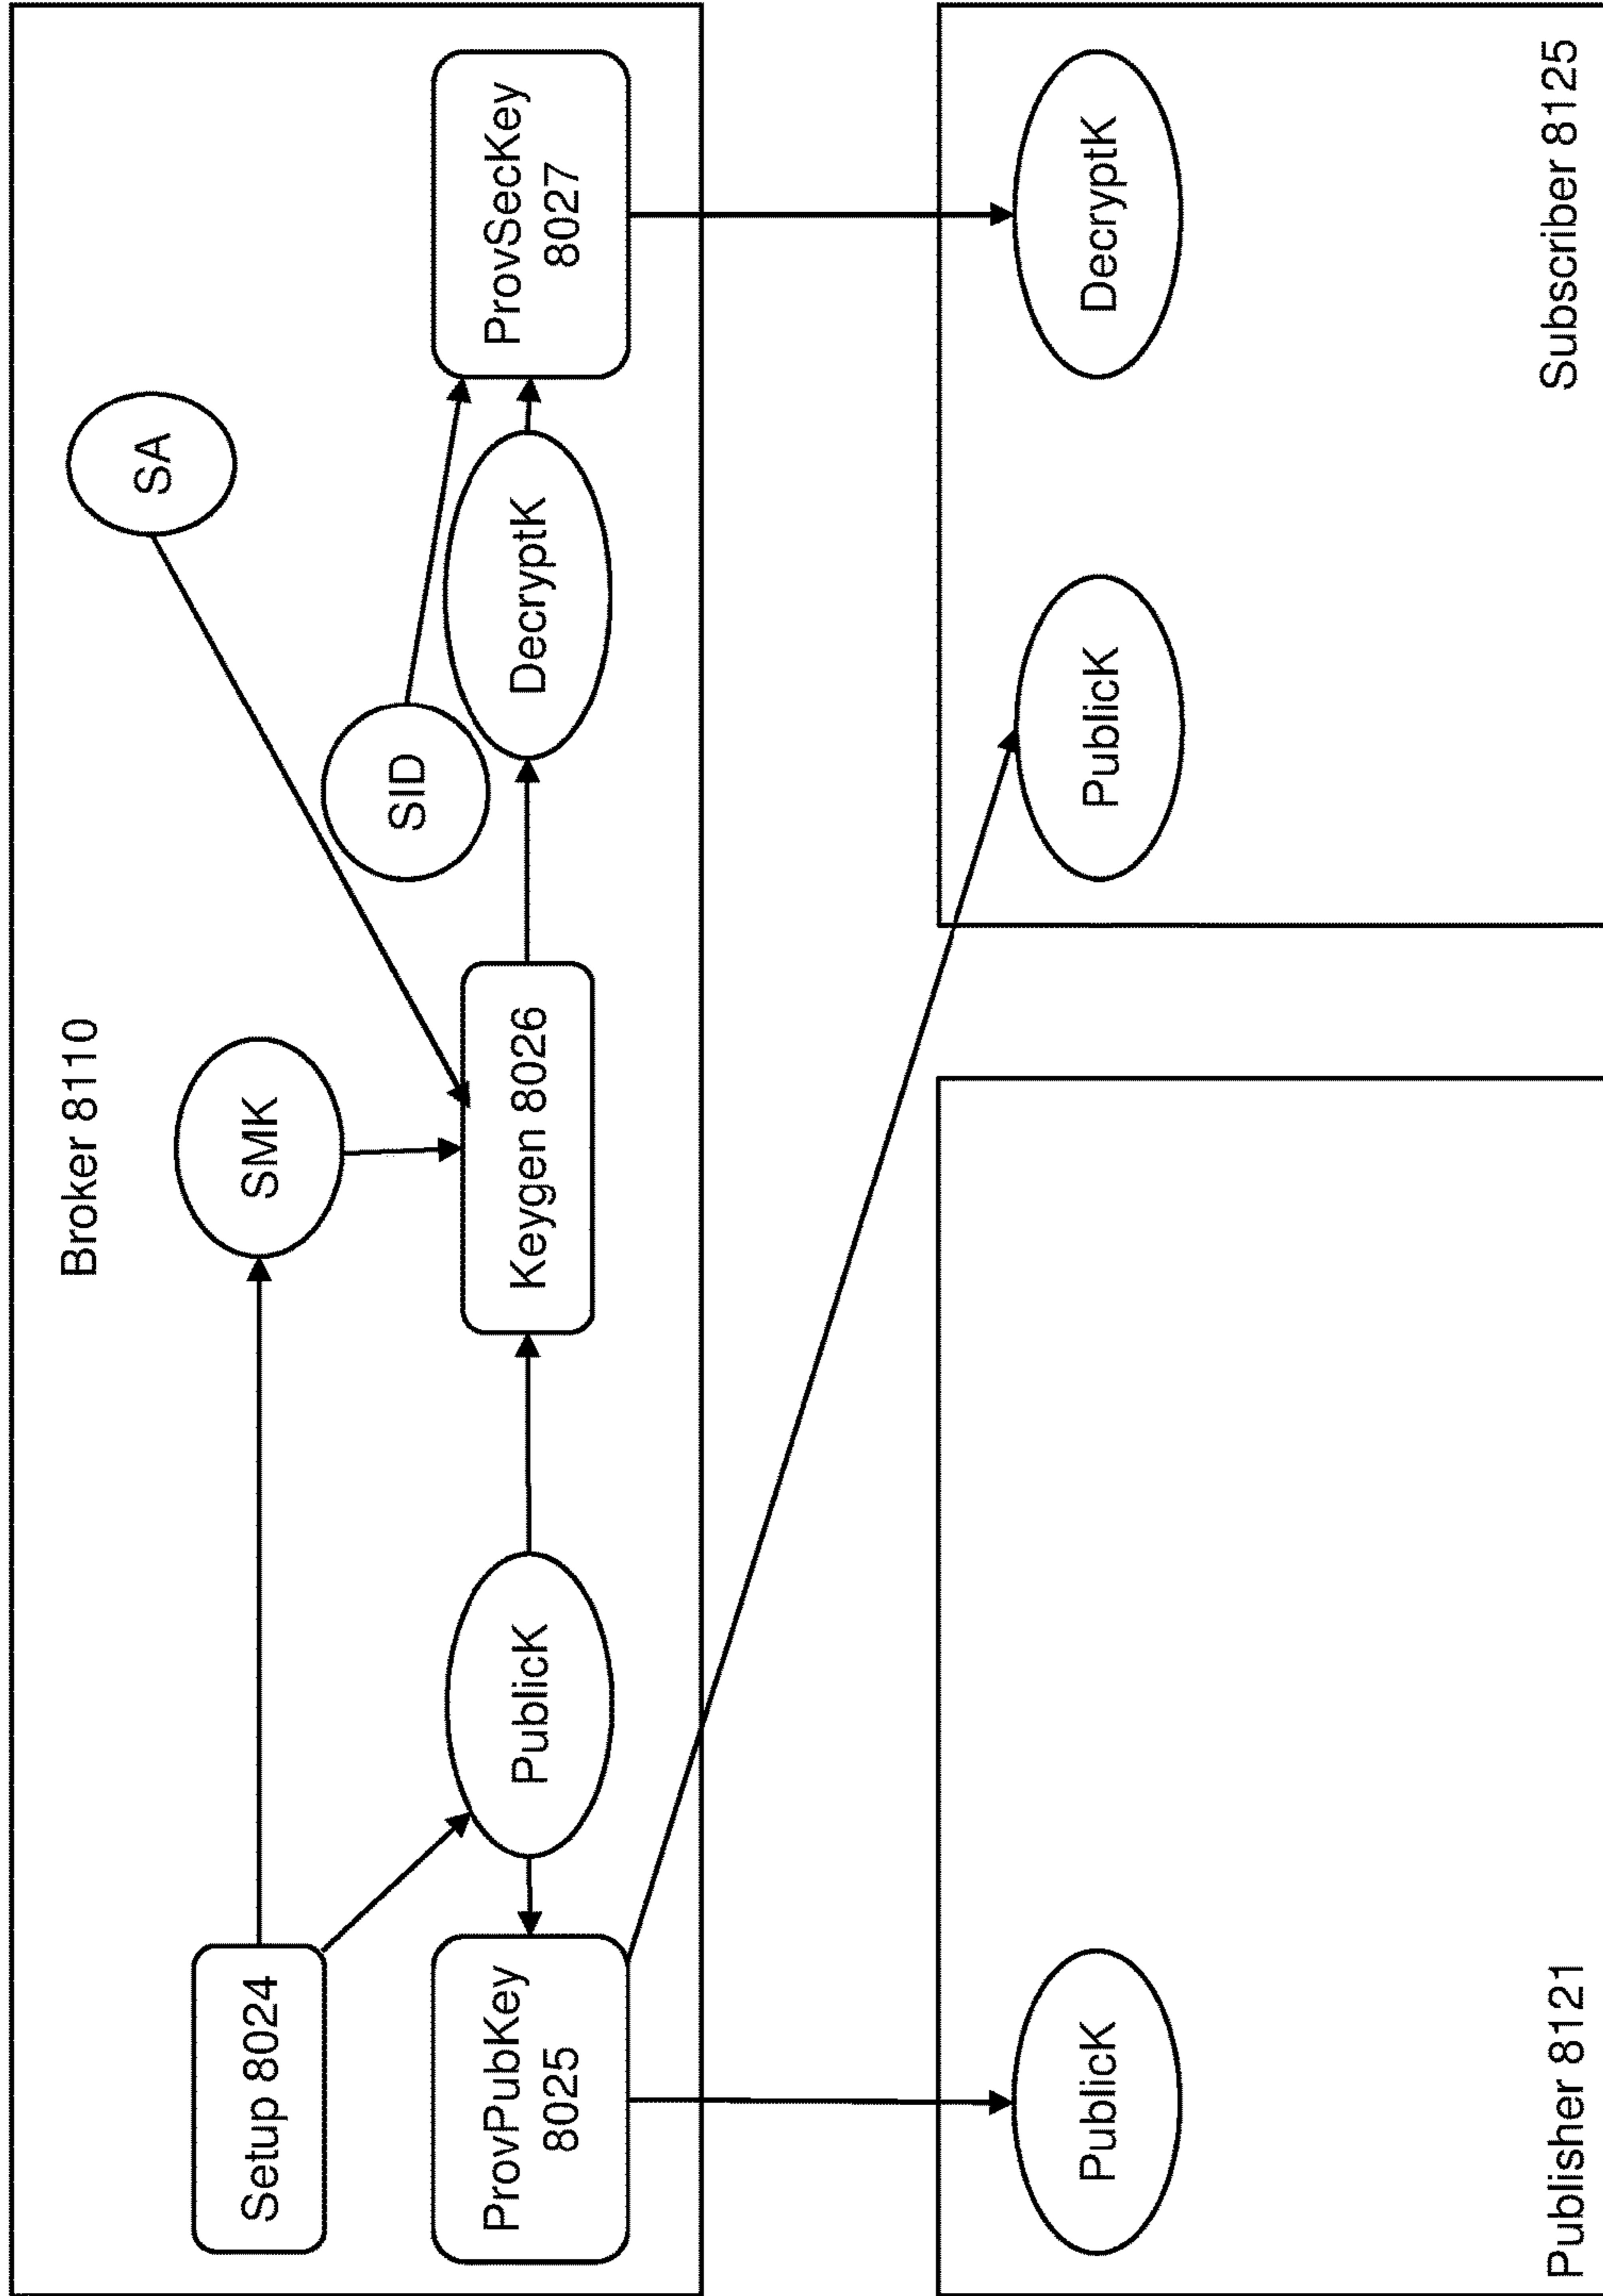 Broker 8110
SA
Setup 8024
SMK
SID
ProvPubKey
8025
PublicK
Keygen 8026
DecryptK
ProvSecKey
8027
PublicK
PublicK
DecryptK
Publisher 8121
Subscriber 8125